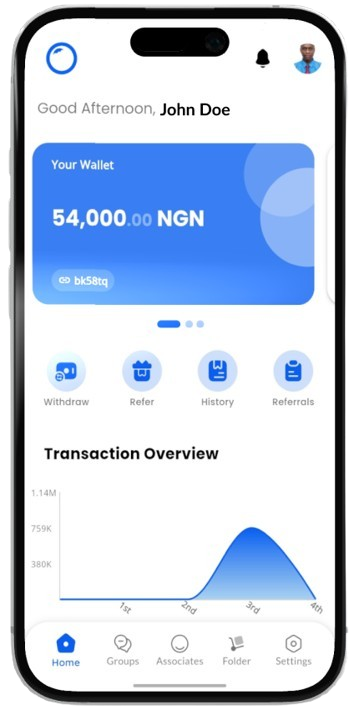 Good Afternoon, John Doe
Your Wallet
54,000.00 NGN
bk58tq
Withdraw Refer History Referrals
Transaction Overview
1.14M
759K
380K
1st 2nd 3rd 4th
Home Groups Associates Folder Settings